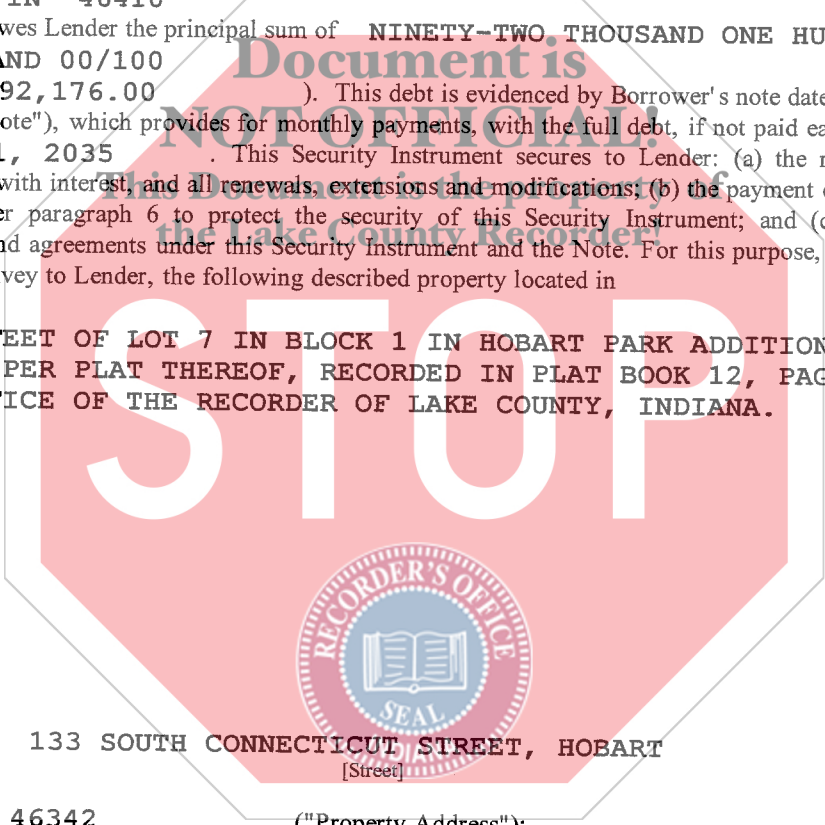 IN 46410
wes Lender the principal sum of NINETY-TWO THOUSAND ONE HU
AND 00/100
Document is
92,176.00 ). This debt is evidenced by Borrower's note date
NOT OFFICIAL!
ote"), which provides for monthly payments, with the full debt, if not paid ea
1, 2035 . This Security Instrument secures to Lender: (a) the r
This Document is the property of
with interest, and all renewals, extensions and modifications; (b) the payment o
er paragraph 6 to protect the security of this Security Instrument; and (c
the Lake County Recorder!
nd agreements under this Security Instrument and the Note. For this purpose,
vey to Lender, the following described property located in
FEET OF LOT 7 IN BLOCK 1 IN HOBART PARK ADDITION
PER PLAT THEREOF, RECORDED IN PLAT BOOK 12, PAG
ICE OF THE RECORDER OF LAKE COUNTY, INDIANA.
STOP
RECORDER'S OFFICE
SEAL
INDIANA
133 SOUTH CONNECTICUT STREET, HOBART
[Street]
46342 ("Property Address");